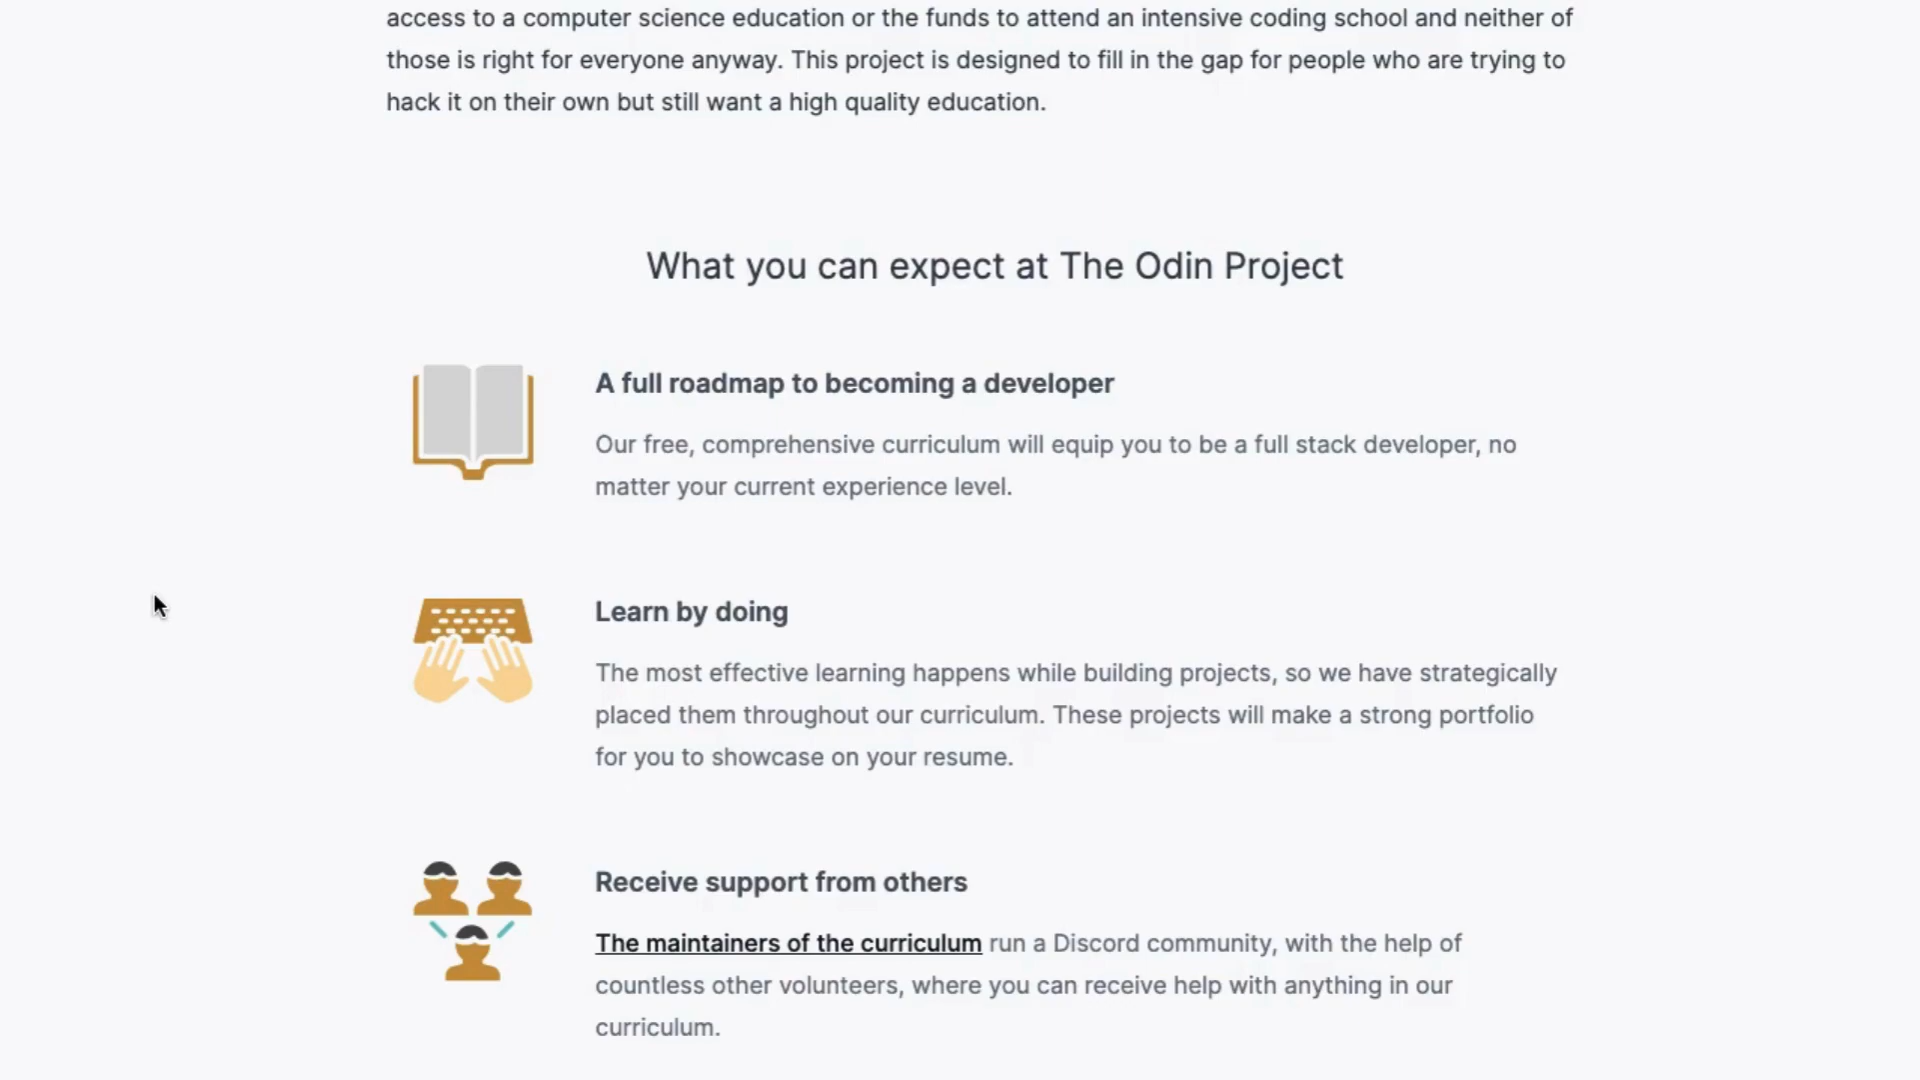 access to a computer science education or the funds to attend an intensive coding school and neither of
those is right for everyone anyway. This project is designed to fill in the gap for people who are trying to
hack it on their own but still want a high quality education.
What you can expect at The Odin Project
A full roadmap to becoming a developer
Our free, comprehensive curriculum will equip you to be a full stack developer, no
matter your current experience level.
Learn by doing
The most effective learning happens while building projects, so we have strategically
placed them throughout our curriculum. These projects will make a strong portfolio
for you to showcase on your resume.
Receive support from others
The maintainers of the curriculum run a Discord community, with the help of
countless other volunteers, where you can receive help with anything in our
curriculum.